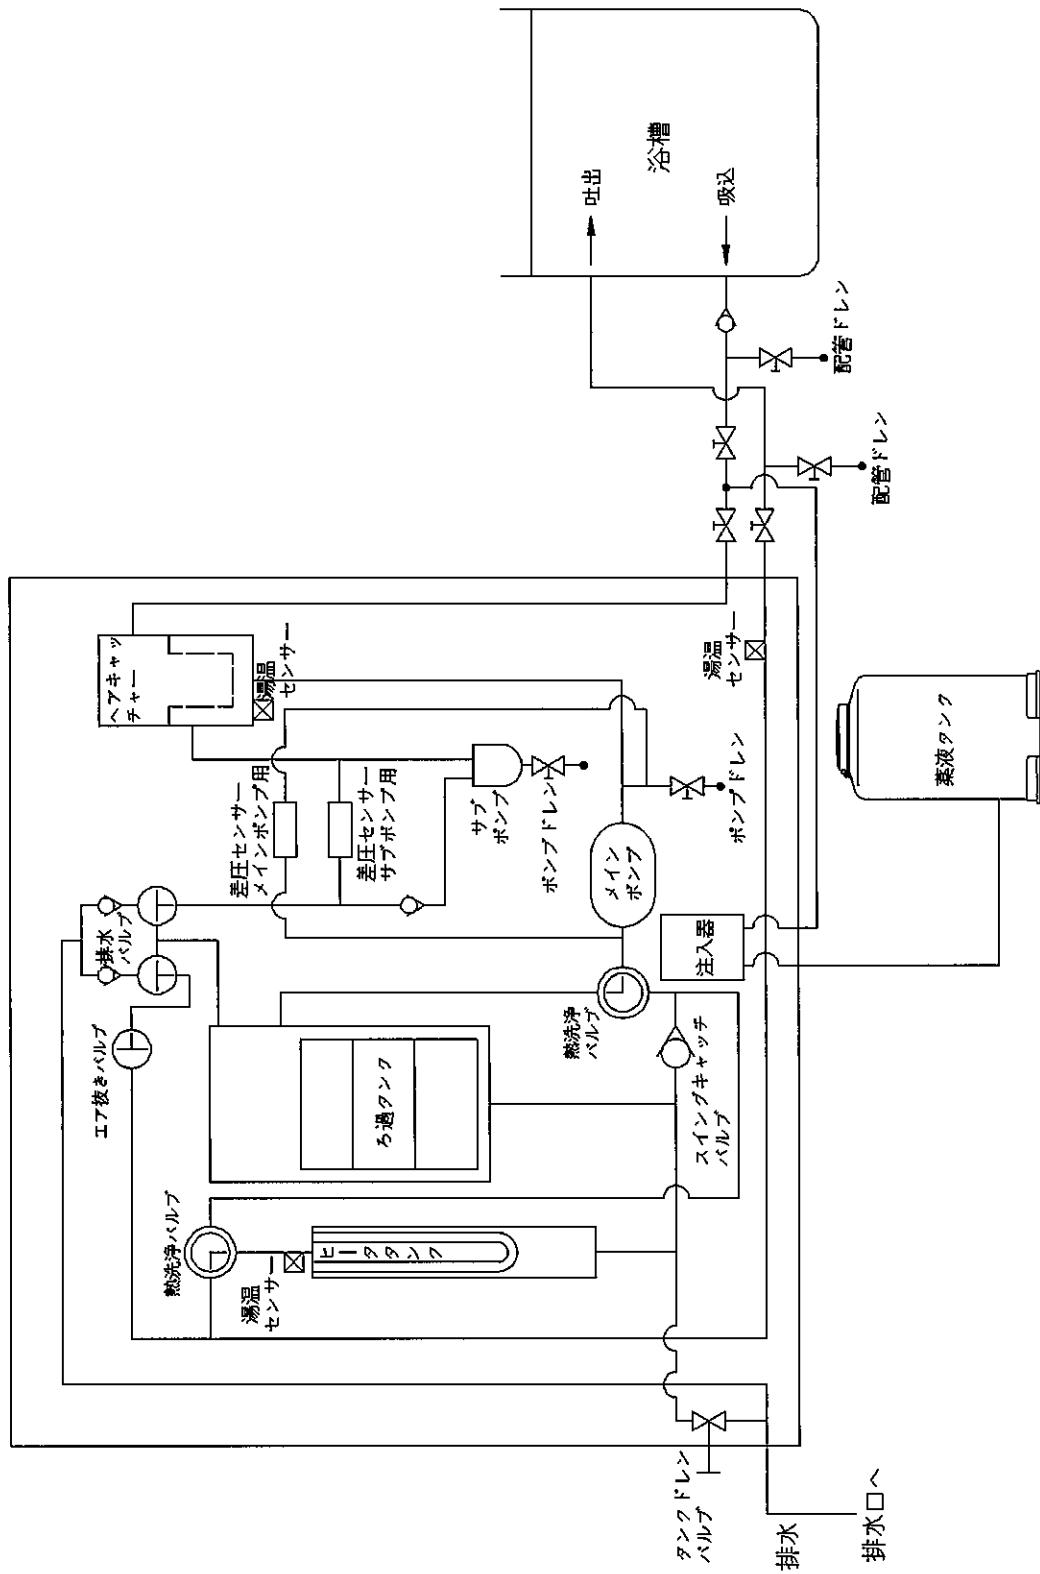 浴槽
吐出
吸込
配管ドレン
配管ドレン
ヘアキャッ
チャー
湯温
センサー
湯温
センサー
薬液タンク
差圧センサー
メインポンプ用
差圧センサー
サブポンプ用
サブ
ポンプ
ポンプドレン
メイン
ポンプ
ポンプドレン
排水
バルブ
注入器
エア抜きバルブ
ろ過タンク
熱洗浄
バルブ
スイングキャッチ
バルブ
熱洗浄バルブ
湯温
センサー
ヒータタンク
タンクドレン
バルブ
排水
排水口へ